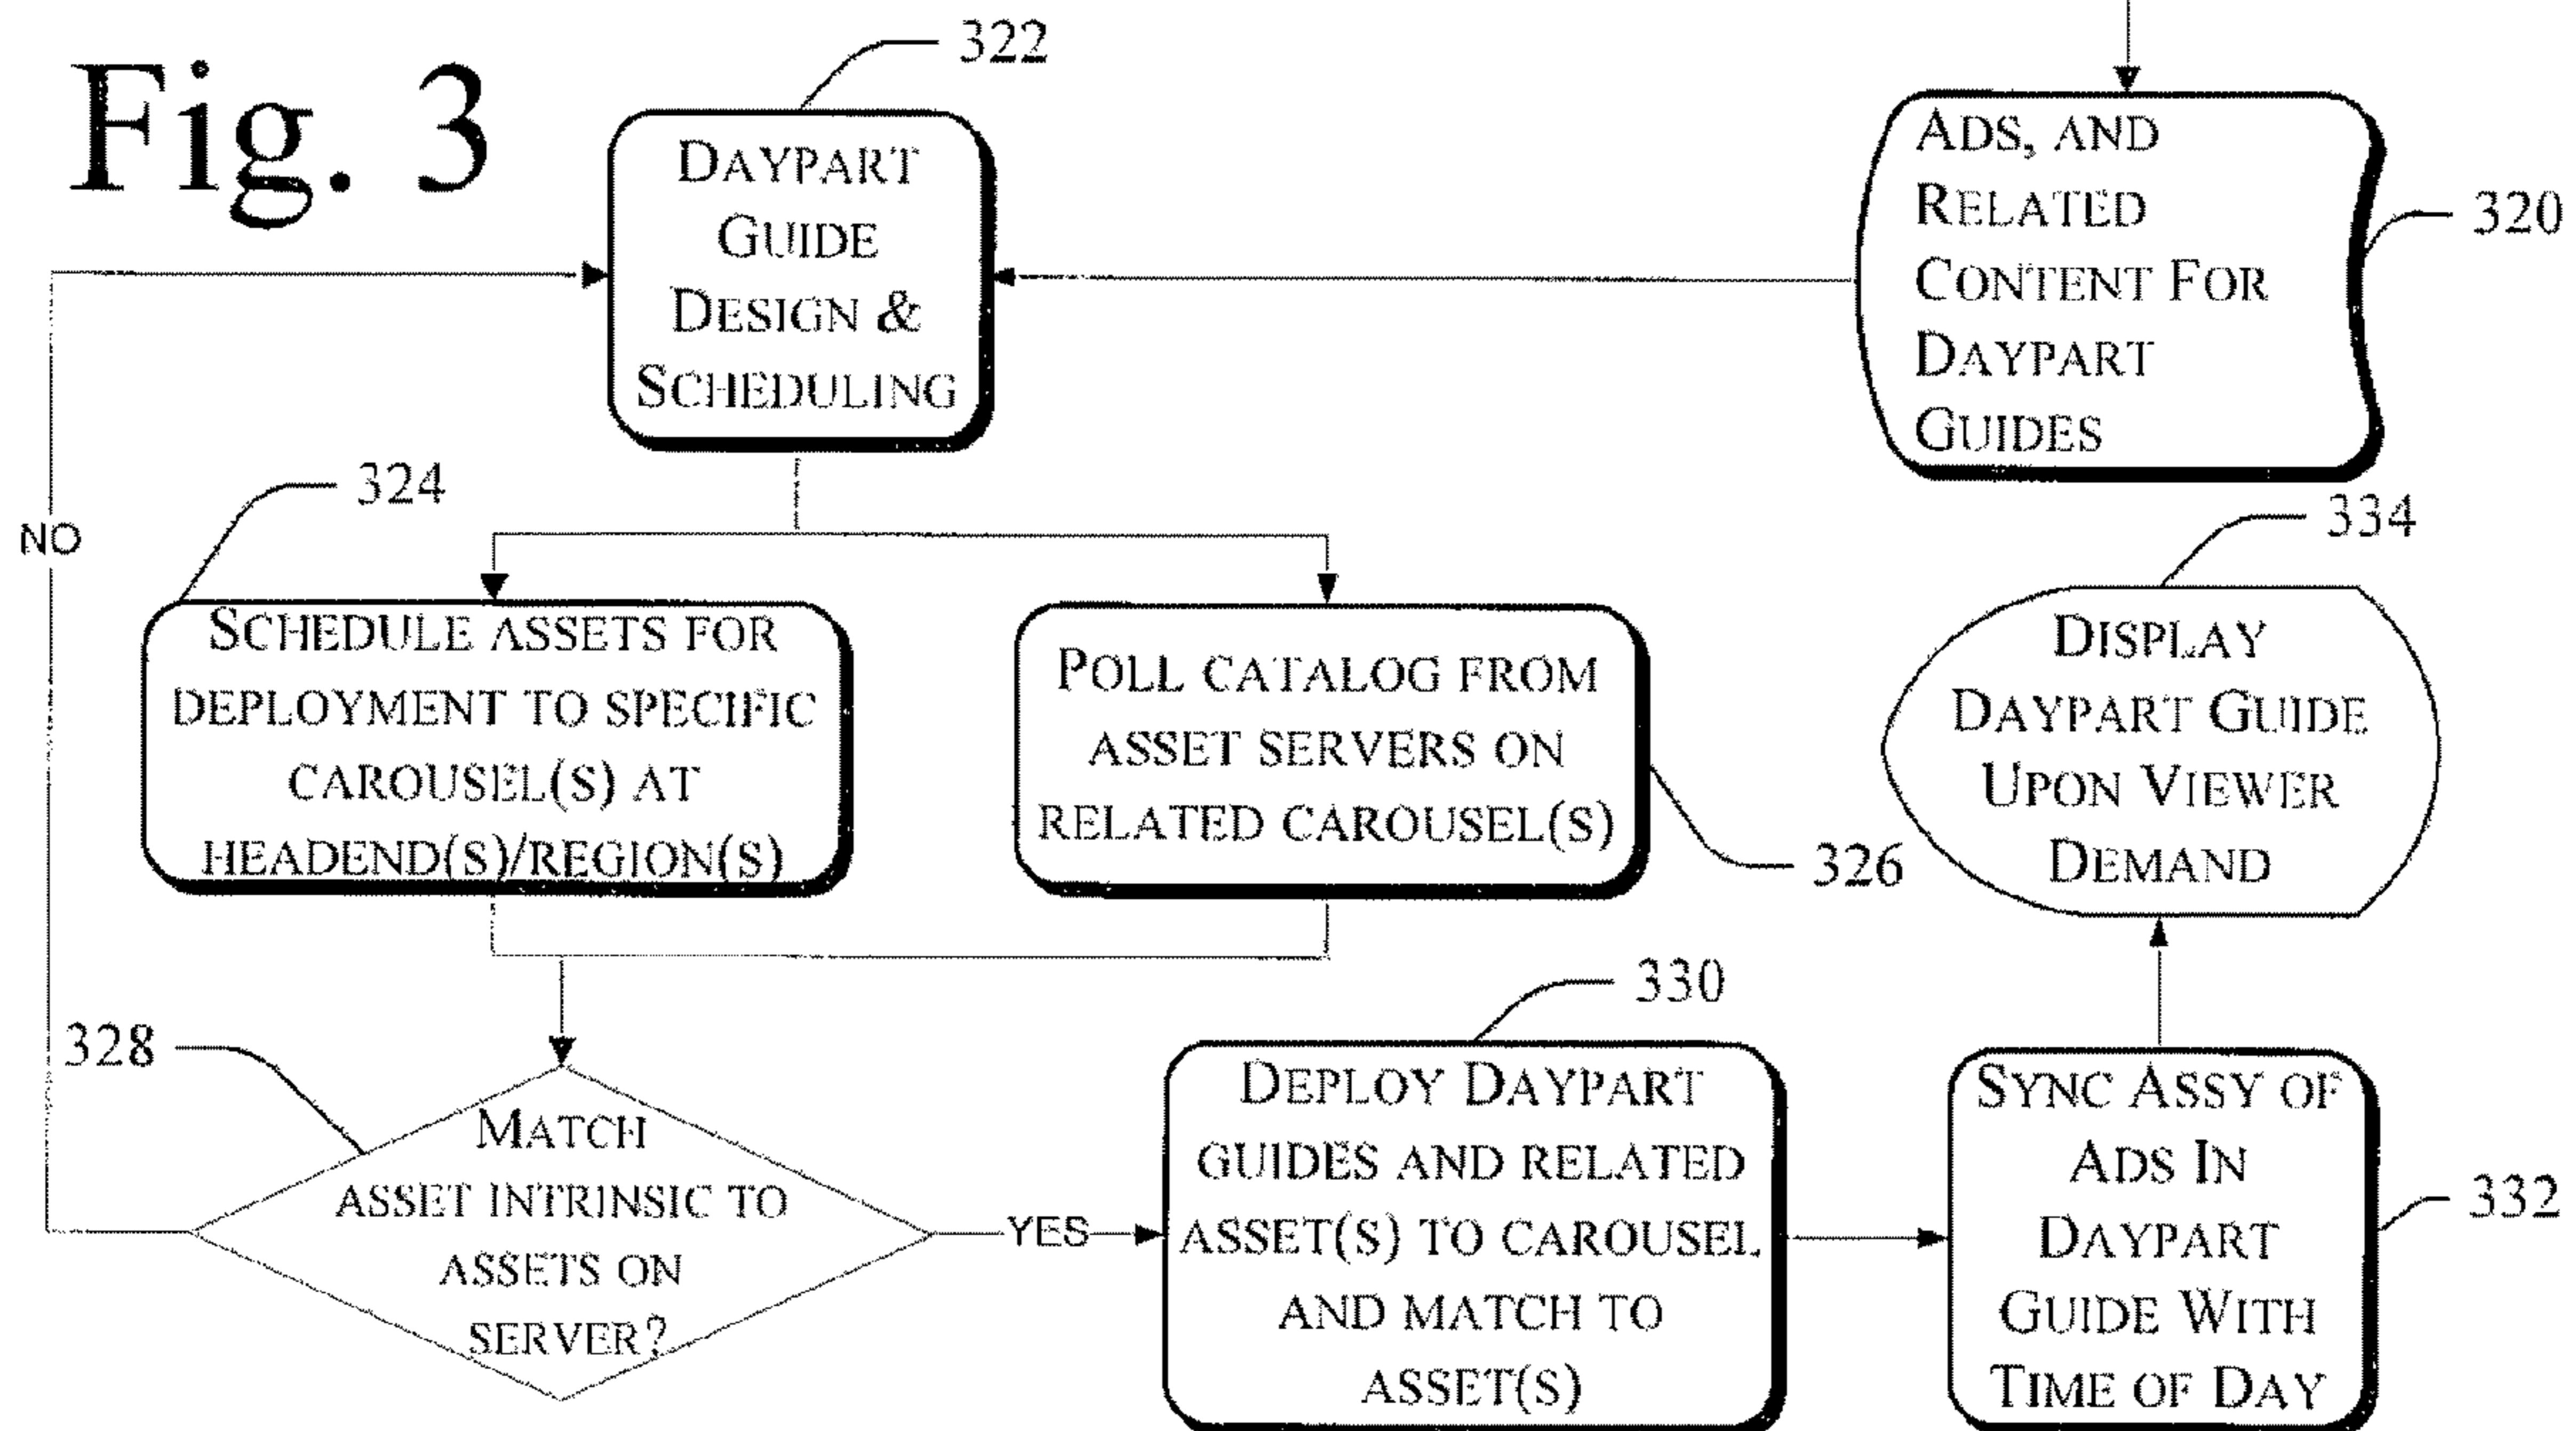 Fig. 3
322
DAYPART
GUIDE
DESIGN &
SCHEDULING
ADS, AND
RELATED
CONTENT FOR
DAYPART
GUIDES
320
324
NO
SCHEDULE ASSETS FOR
DEPLOYMENT TO SPECIFIC
CAROUSEL(S) AT
HEADEND(S)/REGION(S)
POLL CATALOG FROM
ASSET SERVERS ON
RELATED CAROUSEL(S)
326
334
DISPLAY
DAYPART GUIDE
UPON VIEWER
DEMAND
328
MATCH
ASSET INTRINSIC TO
ASSETS ON
SERVER?
YES
330
DEPLOY DAYPART
GUIDES AND RELATED
ASSET(S) TO CAROUSEL
AND MATCH TO
ASSET(S)
SYNC ASSY OF
ADS IN
DAYPART
GUIDE WITH
TIME OF DAY
332